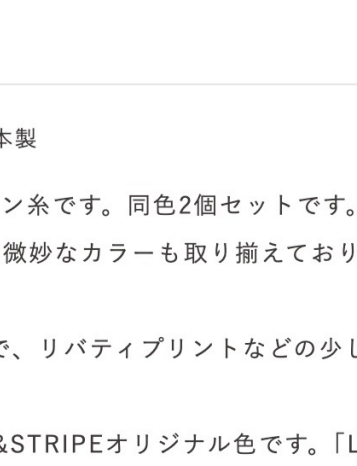 本製
ン糸です。同色2個セットです。
微妙なカラーも取り揃えており
で、リバティプリントなどの少し
&STRIPEオリジナル色です。「L